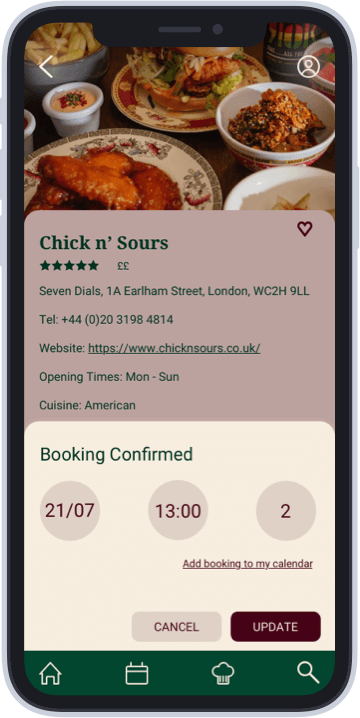 Chick n’ Sours
££
Seven Dials, 1A Earlham Street, London, WC2H 9LL
Tel: +44 (0)20 3198 4814
Website: https://www.chicknsours.co.uk/
Opening Times: Mon - Sun
Cuisine: American
Booking Confirmed
21/07 13:00 2
Add booking to my calendar
CANCEL UPDATE